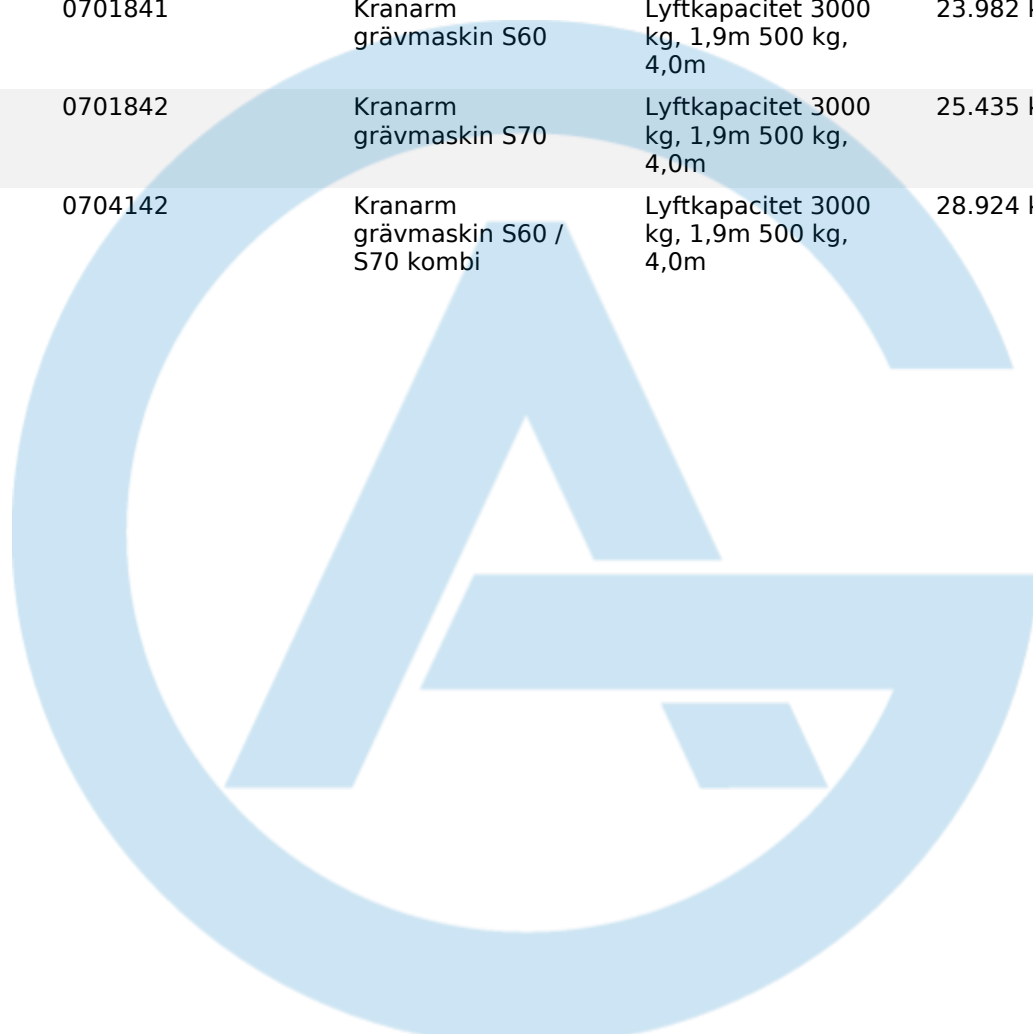 0701841 Kranarm Lyftkapacitet 3000 23.982 k
grävmaskin S60 kg, 1,9m 500 kg,
4,0m
0701842 Kranarm Lyftkapacitet 3000 25.435 k
grävmaskin S70 kg, 1,9m 500 kg,
4,0m
0704142 Kranarm Lyftkapacitet 3000 28.924 k
grävmaskin S60 / kg, 1,9m 500 kg,
S70 kombi 4,0m